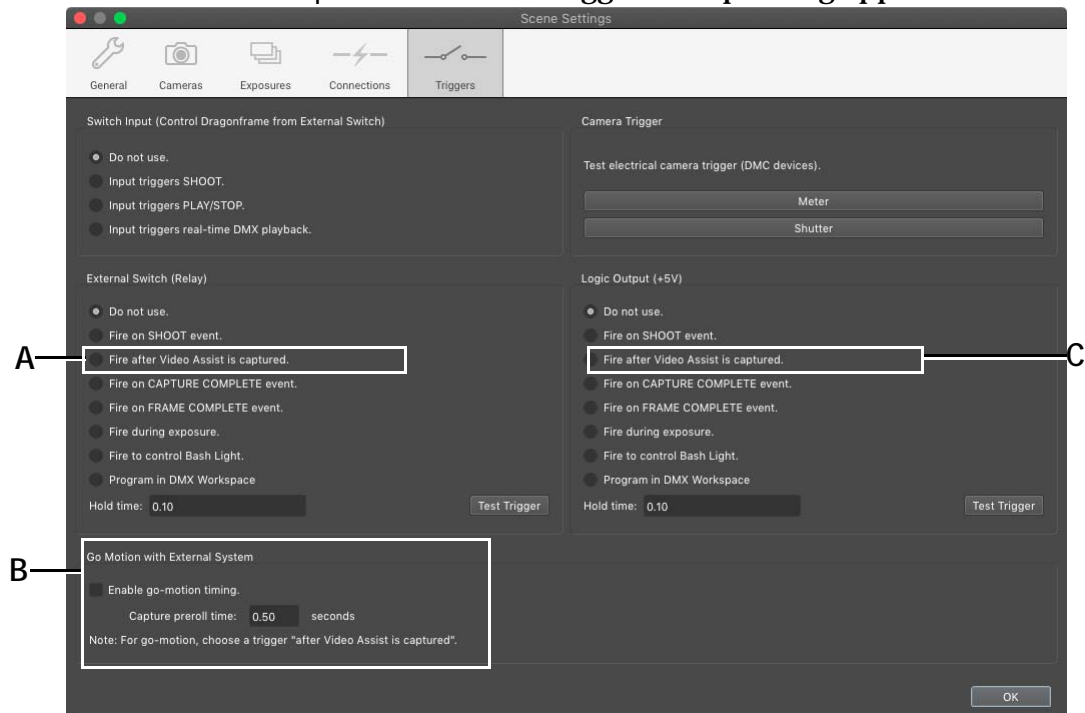 Scene Settings
General
Cameras
Exposures
Connections
Triggers
Switch Input (Control Dragonframe from External Switch)
Do not use.
Input triggers SHOOT.
Input triggers PLAY/STOP.
Input triggers real-time DMX playback.
Camera Trigger
Test electrical camera trigger (DMC devices).
Meter
Shutter
External Switch (Relay)
Do not use.
Fire on SHOOT event.
A
Fire after Video Assist is captured.
Fire on CAPTURE COMPLETE event.
Fire on FRAME COMPLETE event.
Fire during exposure.
Fire to control Bash Light.
Program in DMX Workspace
Hold time: 0.10
Test Trigger
Logic Output (+5V)
Do not use.
Fire on SHOOT event.
Fire after Video Assist is captured.
C
Fire on CAPTURE COMPLETE event.
Fire on FRAME COMPLETE event.
Fire during exposure.
Fire to control Bash Light.
Program in DMX Workspace
Hold time: 0.10
Test Trigger
B
Go Motion with External System
Enable go-motion timing.
Capture preroll time: 0.50 seconds
Note: For go-motion, choose a trigger "after Video Assist is captured".
OK